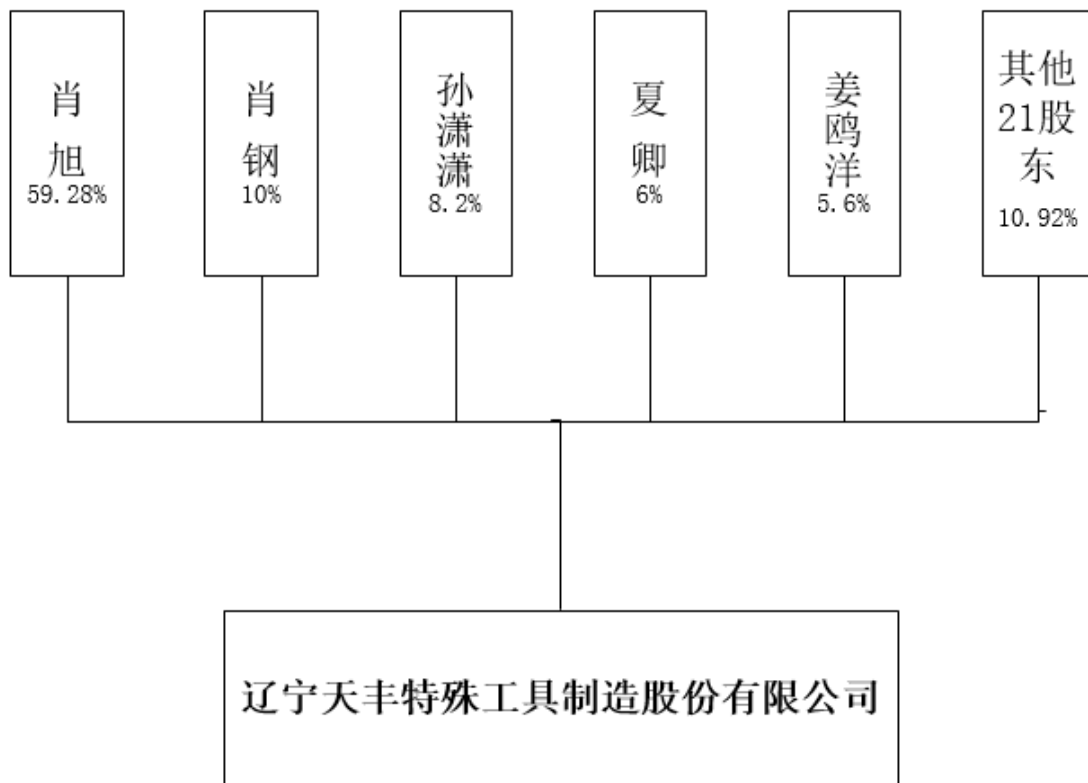 肖旭
59.28%
肖钢
10%
孙潇潇
8.2%
夏卿
6%
姜鸥洋
5.6%
其他
21股
东
10.92%
辽宁天丰特殊工具制造股份有限公司